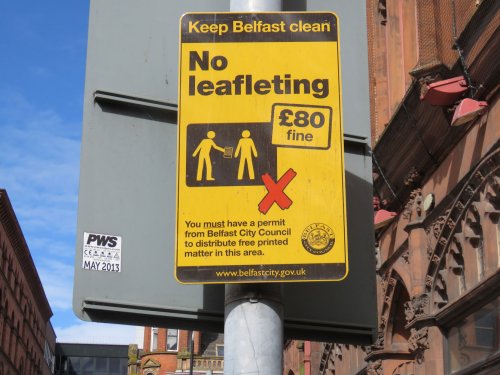 Keep Belfast clean
No
leafleting
£80
fine
You must have a permit
from Belfast City Council
to distribute free printed
matter in this area.
www.belfastcity.gov.uk
PWS
MAY 2013